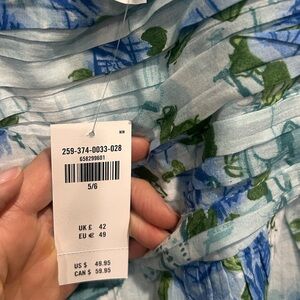 259-374-0033-028
658299601
5/6
UK £ 42
EU € 49
US $ 49.95
CAN $ 59.95